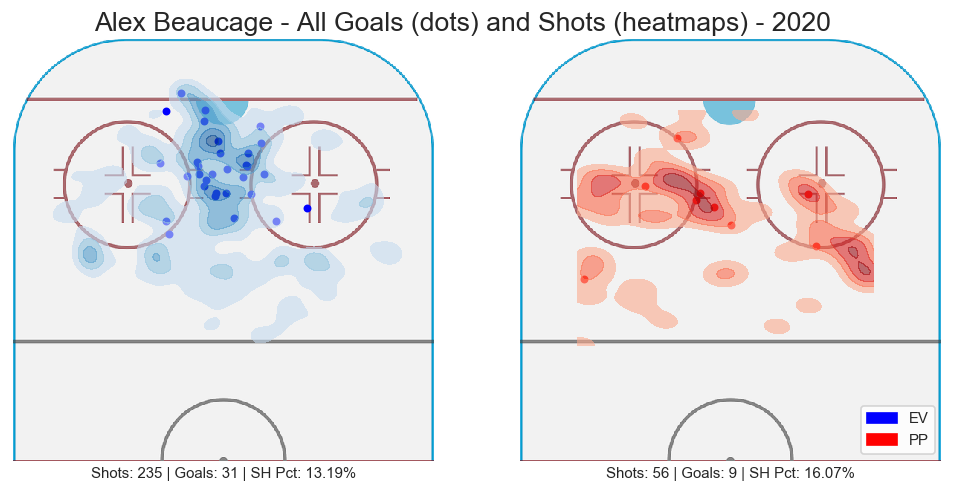 Alex Beaucage - All Goals (dots) and Shots (heatmaps) - 2020
EV
PP
Shots: 235 | Goals: 31 | SH Pct: 13.19%
Shots: 56 | Goals: 9 | SH Pct: 16.07%